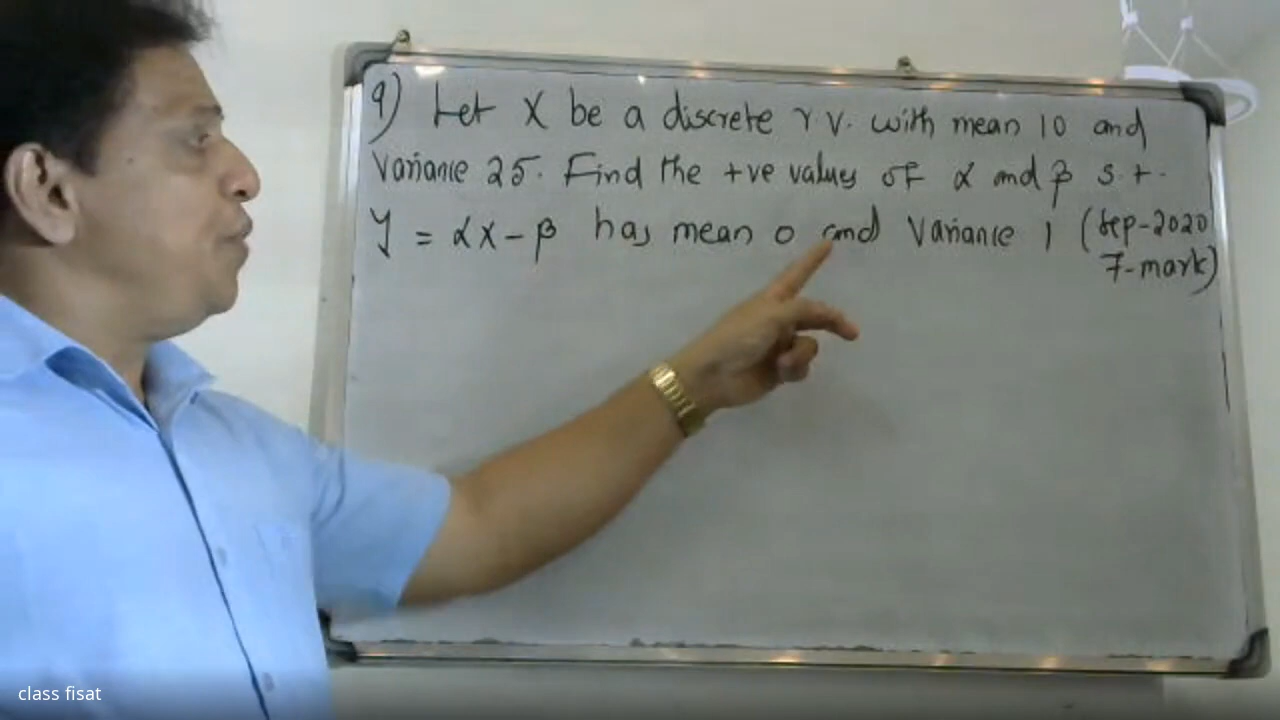 9) Let X be a discrete r v. with mean 10 and
Variance 25. Find the +ve values of α and β s.t.
Y = αX - β has mean 0 and Variance 1 (Sep-2020
7-mark)
class fisat